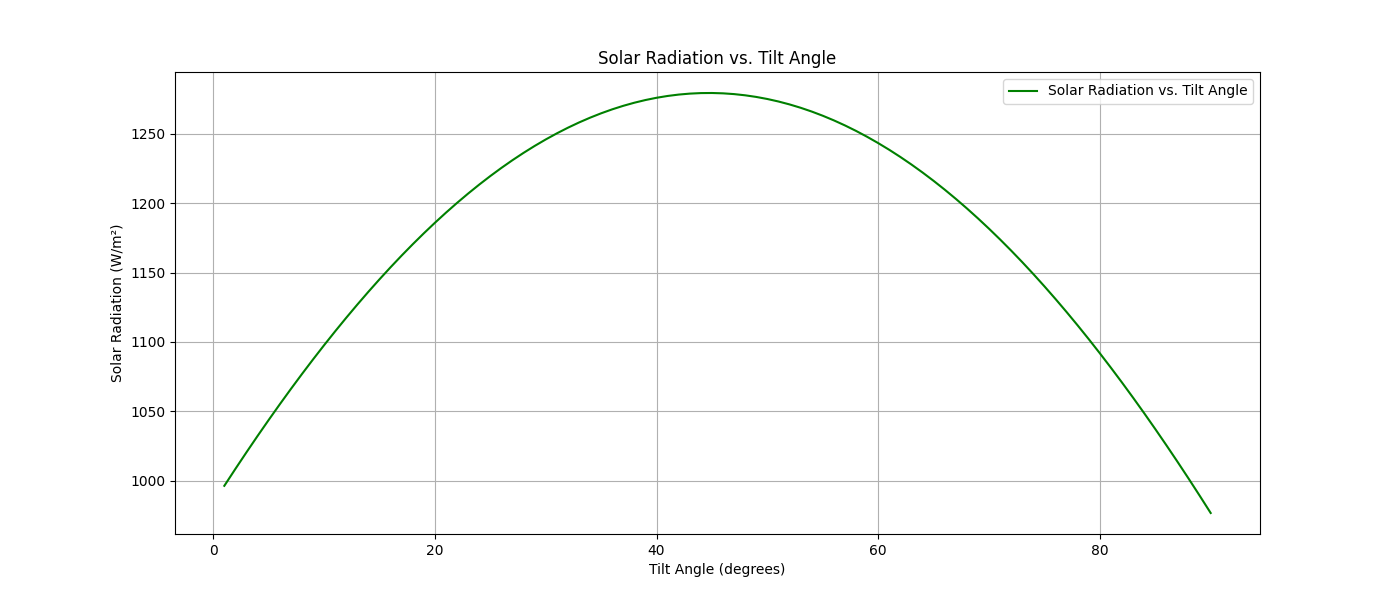 Solar Radiation vs. Tilt Angle
Solar Radiation vs. Tilt Angle
1250
1200
1150
1100
1050
1000
Solar Radiation (W/m²)
0 20 40 60 80
Tilt Angle (degrees)